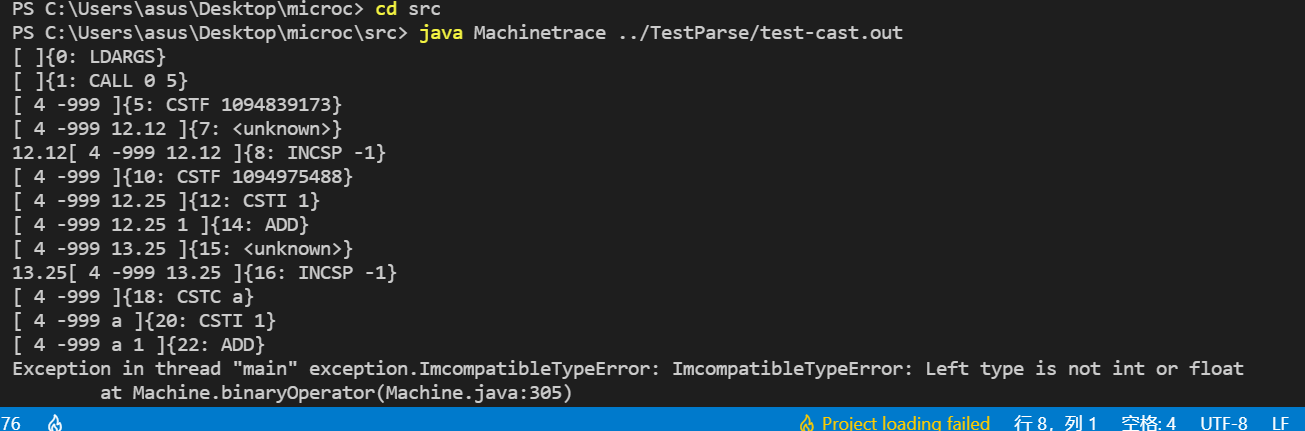 PS C:\Users\asus\Desktop\microc> cd src
PS C:\Users\asus\Desktop\microc\src> java Machinetrace ../TestParse/test-cast.out
[ ]{0: LDARGS}
[ ]{1: CALL 0 5}
[ 4 -999 ]{5: CSTF 1094839173}
[ 4 -999 12.12 ]{7: <unknown>}
12.12[ 4 -999 12.12 ]{8: INCSP -1}
[ 4 -999 ]{10: CSTF 1094975488}
[ 4 -999 12.25 ]{12: CSTI 1}
[ 4 -999 12.25 1 ]{14: ADD}
[ 4 -999 13.25 ]{15: <unknown>}
13.25[ 4 -999 13.25 ]{16: INCSP -1}
[ 4 -999 ]{18: CSTC a}
[ 4 -999 a ]{20: CSTI 1}
[ 4 -999 a 1 ]{22: ADD}
Exception in thread "main" exception.ImcompatibleTypeError: ImcompatibleTypeError: Left type is not int or float
at Machine.binaryOperator(Machine.java:305)
76 Project loading failed 行 8，列 1 空格: 4 UTF-8 LF